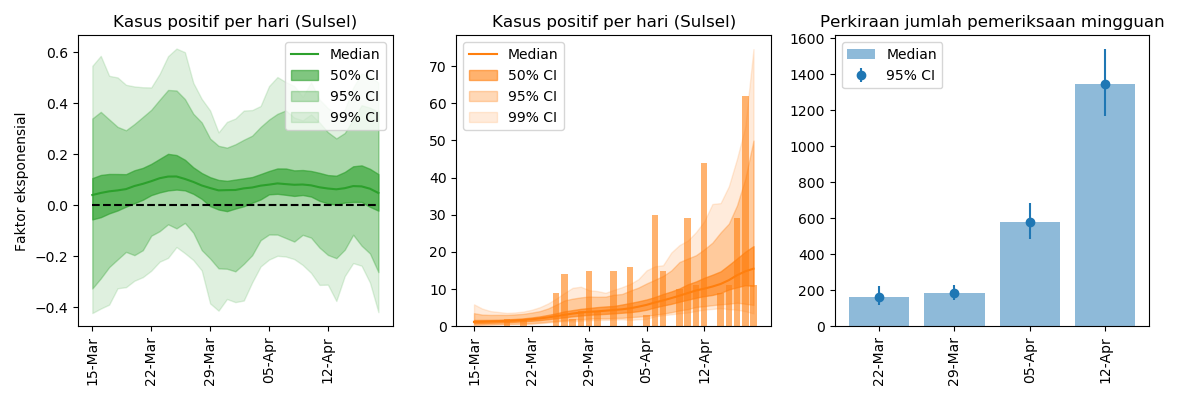 Kasus positif per hari (Sulsel)
Faktor eksponensial
0.6
0.4
0.2
0.0
−0.2
−0.4
Median
50% CI
95% CI
99% CI
15-Mar
22-Mar
29-Mar
05-Apr
12-Apr
Kasus positif per hari (Sulsel)
70
60
50
40
30
20
10
0
Median
50% CI
95% CI
99% CI
15-Mar
22-Mar
29-Mar
05-Apr
12-Apr
Perkiraan jumlah pemeriksaan mingguan
1600
1400
1200
1000
800
600
400
200
0
Median
95% CI
22-Mar
29-Mar
05-Apr
12-Apr